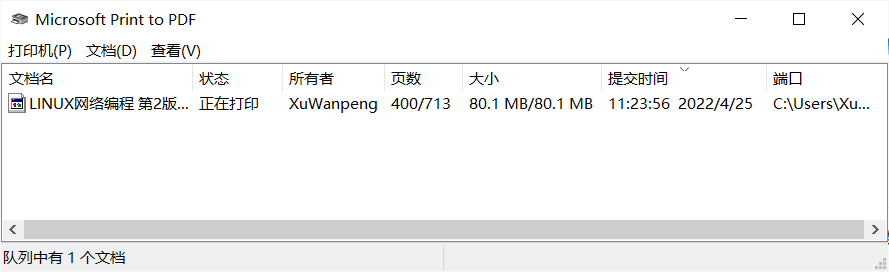 Microsoft Print to PDF
打印机(P) 文档(D) 查看(V)
文档名 状态 所有者 页数 大小 提交时间 端口
LINUX网络编程 第2版... 正在打印 XuWanpeng 400/713 80.1 MB/80.1 MB 11:23:56 2022/4/25 C:\Users\Xu...
队列中有 1 个文档